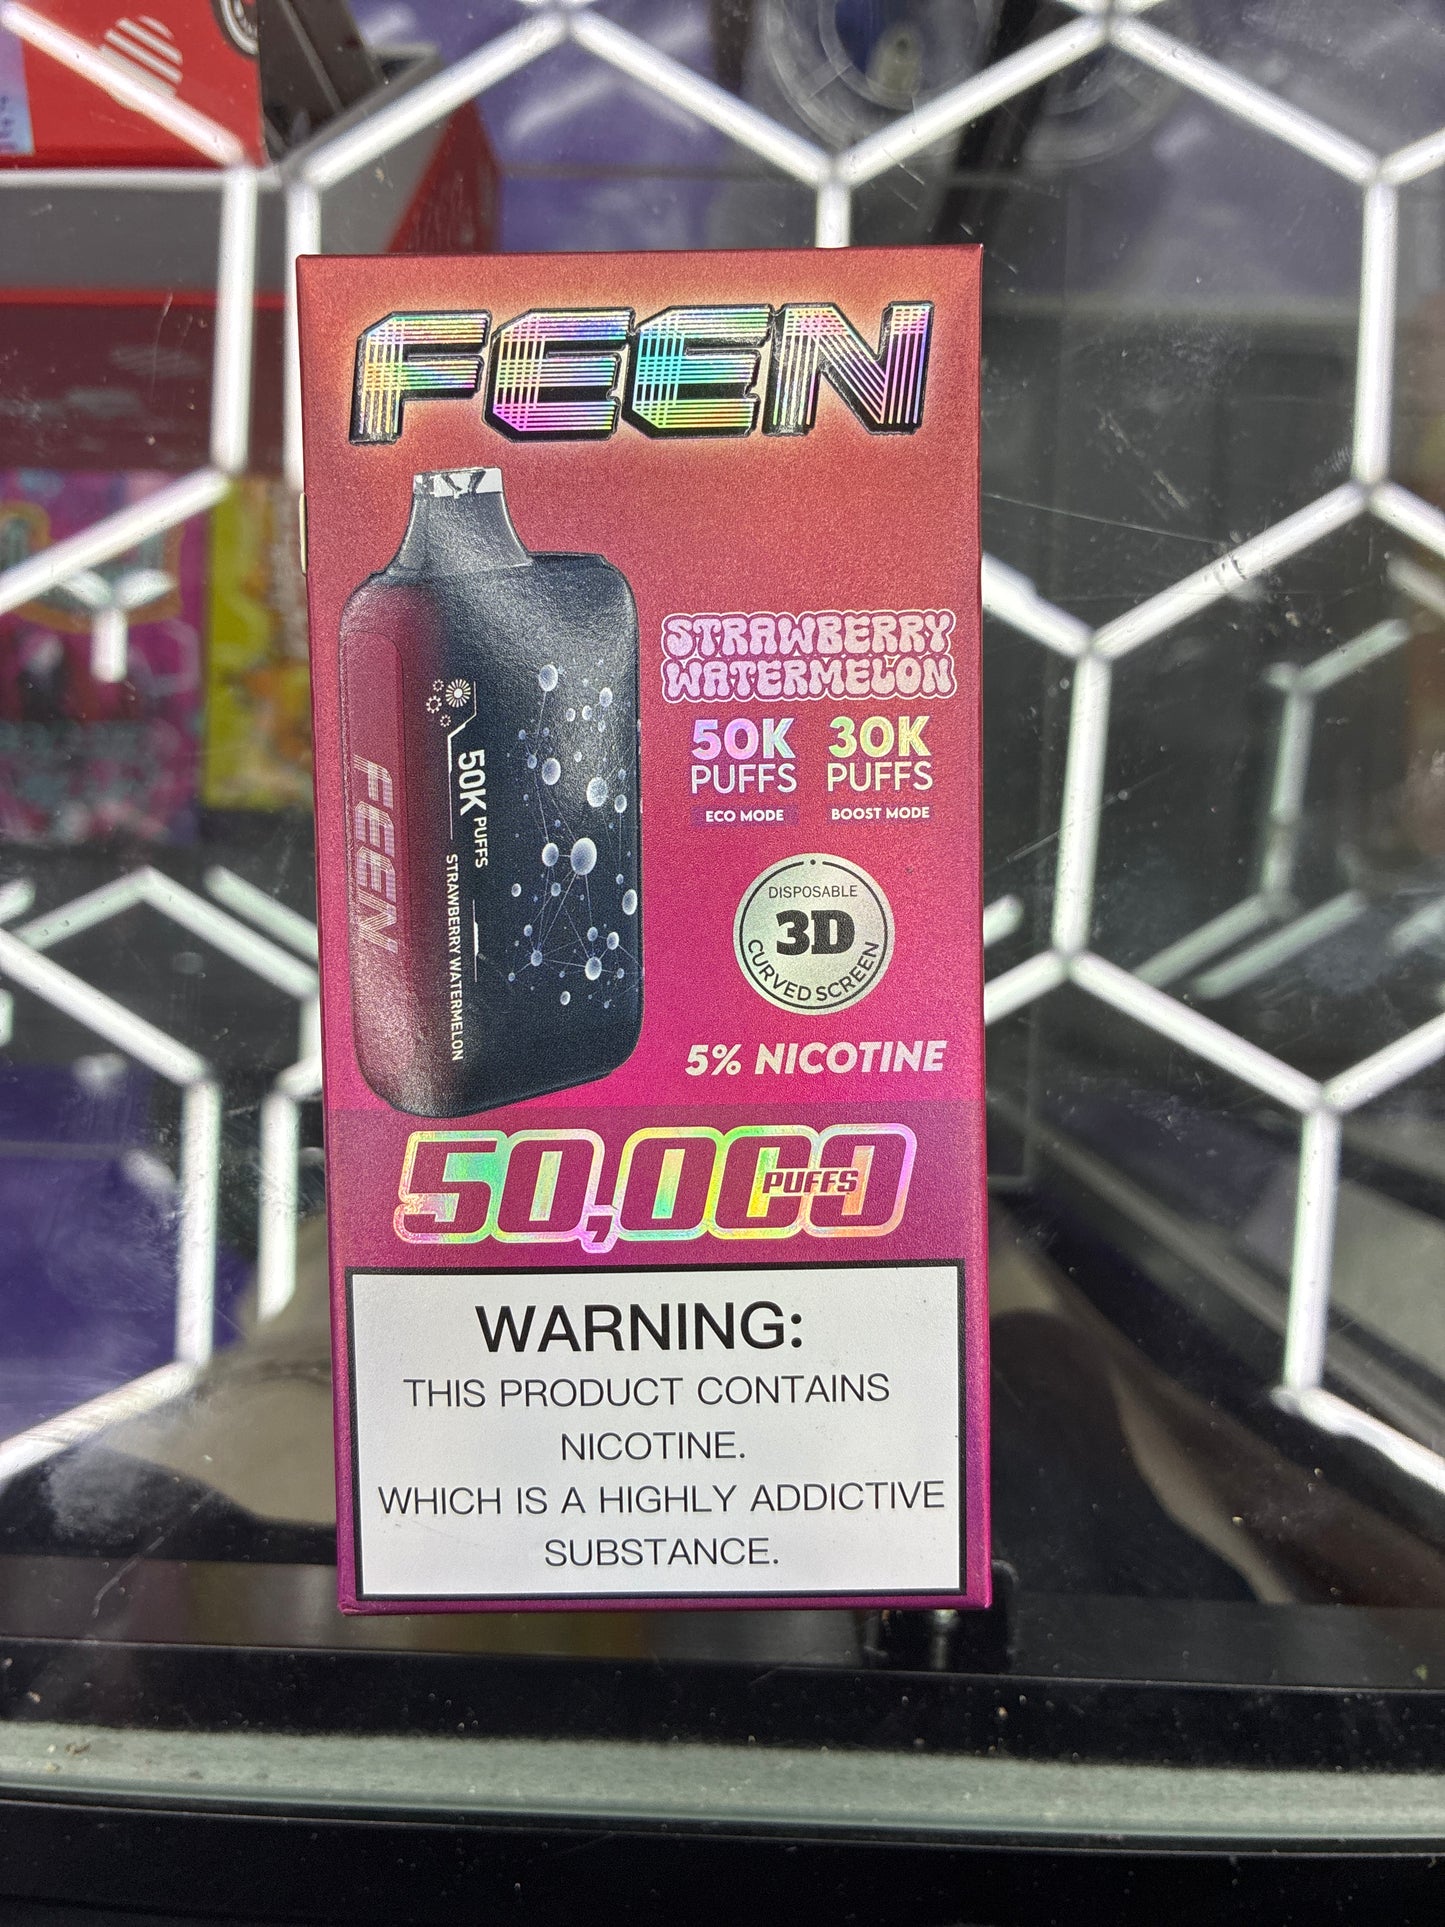 FEEN
STRAWBERRY
WATERMELON
50K
PUFFS
ECO MODE
30K
PUFFS
BOOST MODE
DISPOSABLE
3D
CURVED SCREEN
5% NICOTINE
FEEN
50K PUFFS
STRAWBERRY WATERMELON
50,000
PUFFS
WARNING:
THIS PRODUCT CONTAINS
NICOTINE.
WHICH IS A HIGHLY ADDICTIVE
SUBSTANCE.